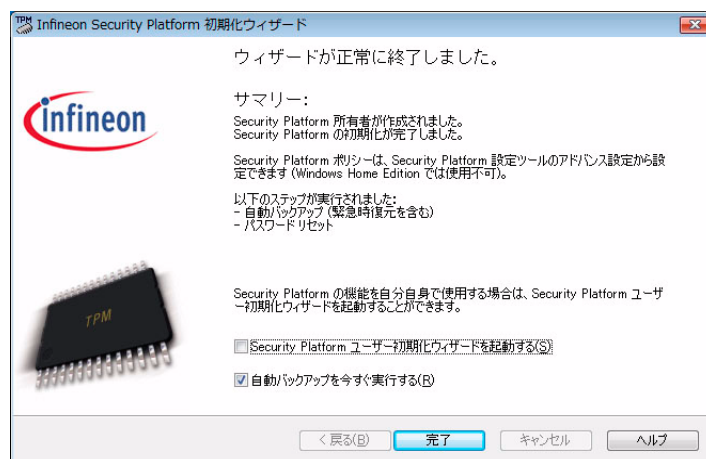 Infineon Security Platform 初期化ウィザード
ウィザードが正常に終了しました。
infineon
サマリー:
Security Platform 所有者が作成されました。
Security Platform の初期化が完了しました。
Security Platform ポリシーは、Security Platform 設定ツールのアドバンス設定から設
定できます (Windows Home Edition では使用不可)。
以下のステップが実行されました:
- 自動バックアップ (緊急時復元を含む)
- パスワード リセット
TPM
Security Platform の機能を自分自身で使用する場合は、Security Platform ユーザ
ー初期化ウィザードを起動することができます。
Security Platform ユーザー初期化ウィザードを起動する(S)
自動バックアップを今すぐ実行する(R)
< 戻る(B) 完了 キャンセル ヘルプ